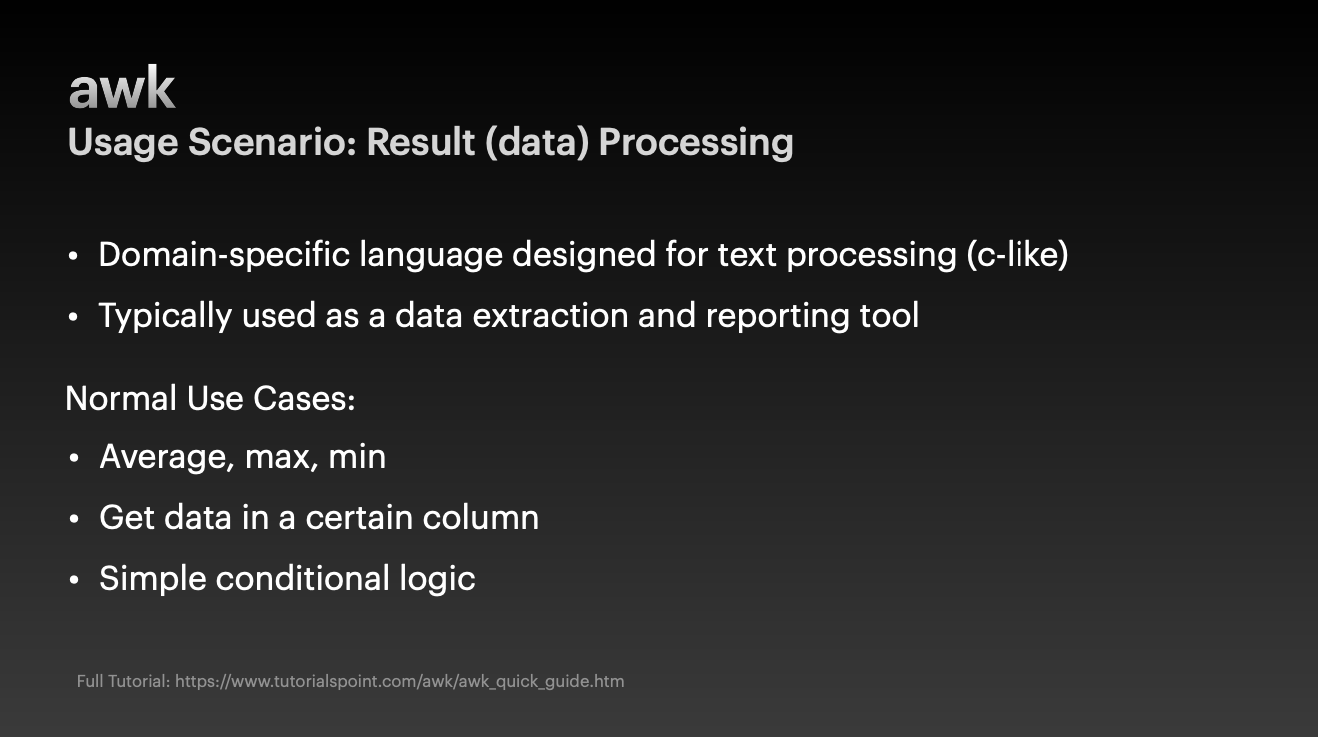 awk
Usage Scenario: Result (data) Processing
• Domain-specific language designed for text processing (c-like)
• Typically used as a data extraction and reporting tool
Normal Use Cases:
• Average, max, min
• Get data in a certain column
• Simple conditional logic
Full Tutorial: https://www.tutorialspoint.com/awk/awk_quick_guide.htm